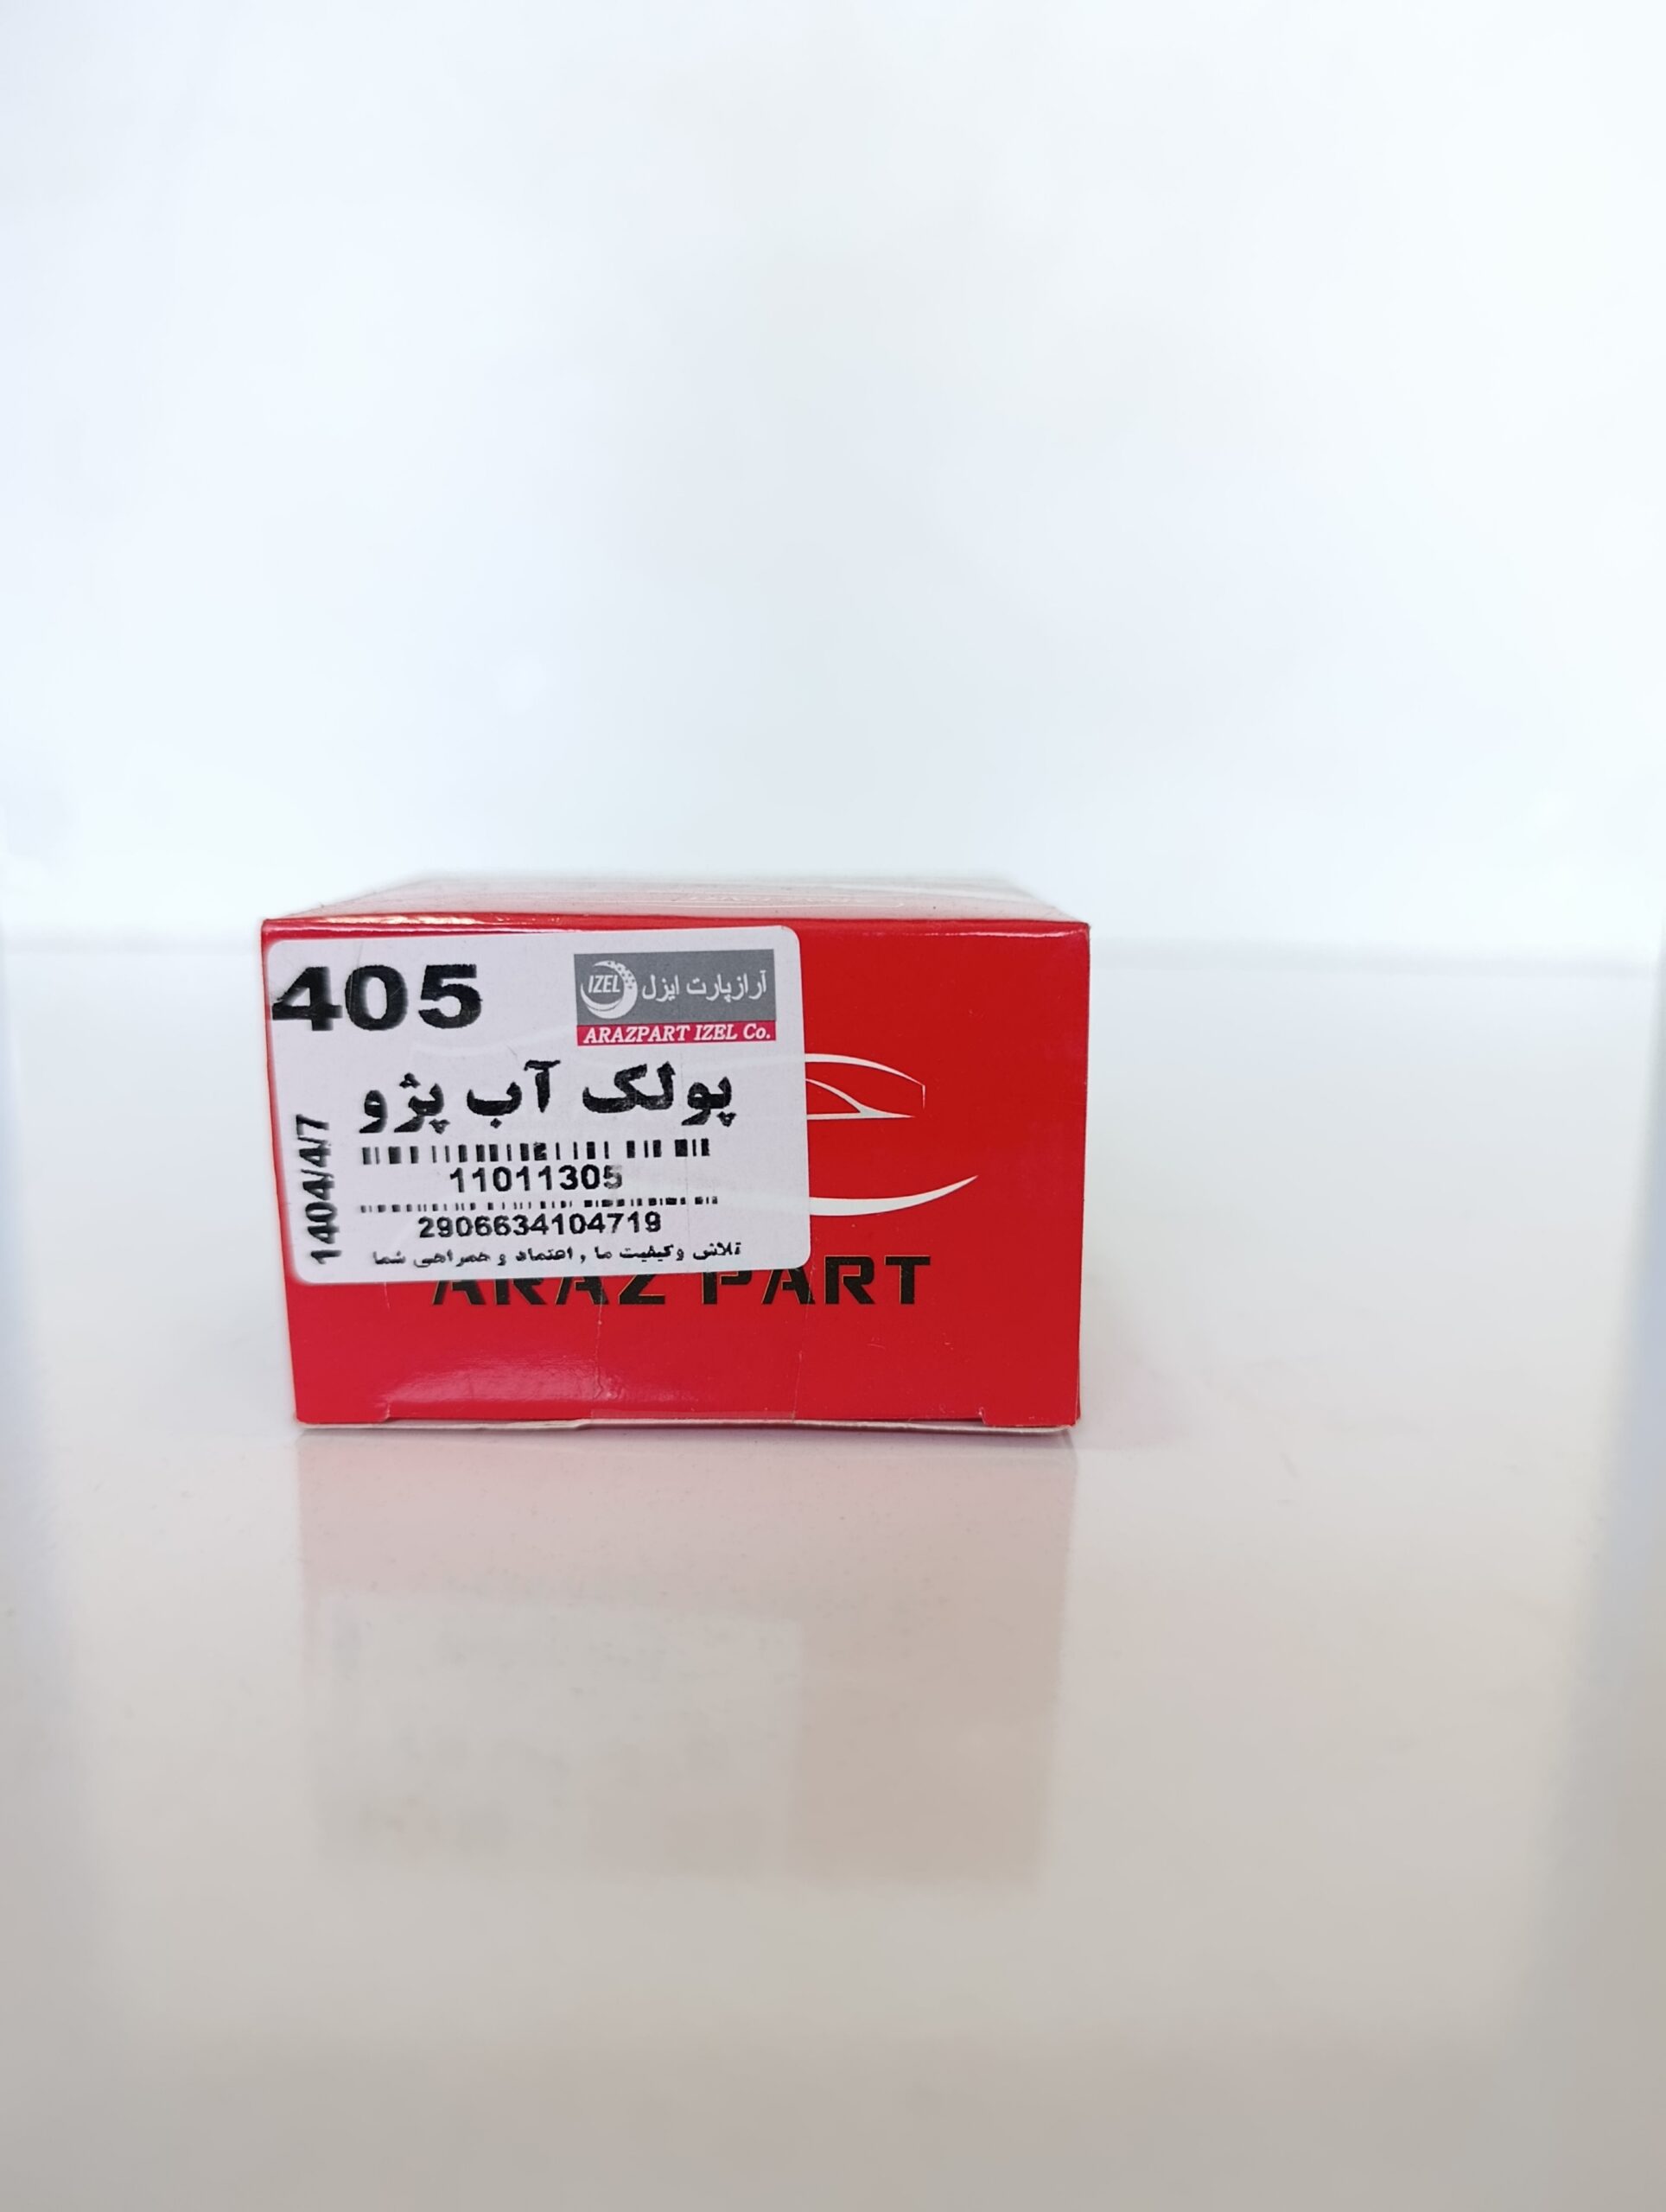 405
IZEL
آرازپارت ایزل
ARAZPART IZEL Co.
پولک آب پژو
1404/4/7
11011305
2906634104719
تلاش وکیفیت ما , اعتماد و همراهی شما
ARAZ PART